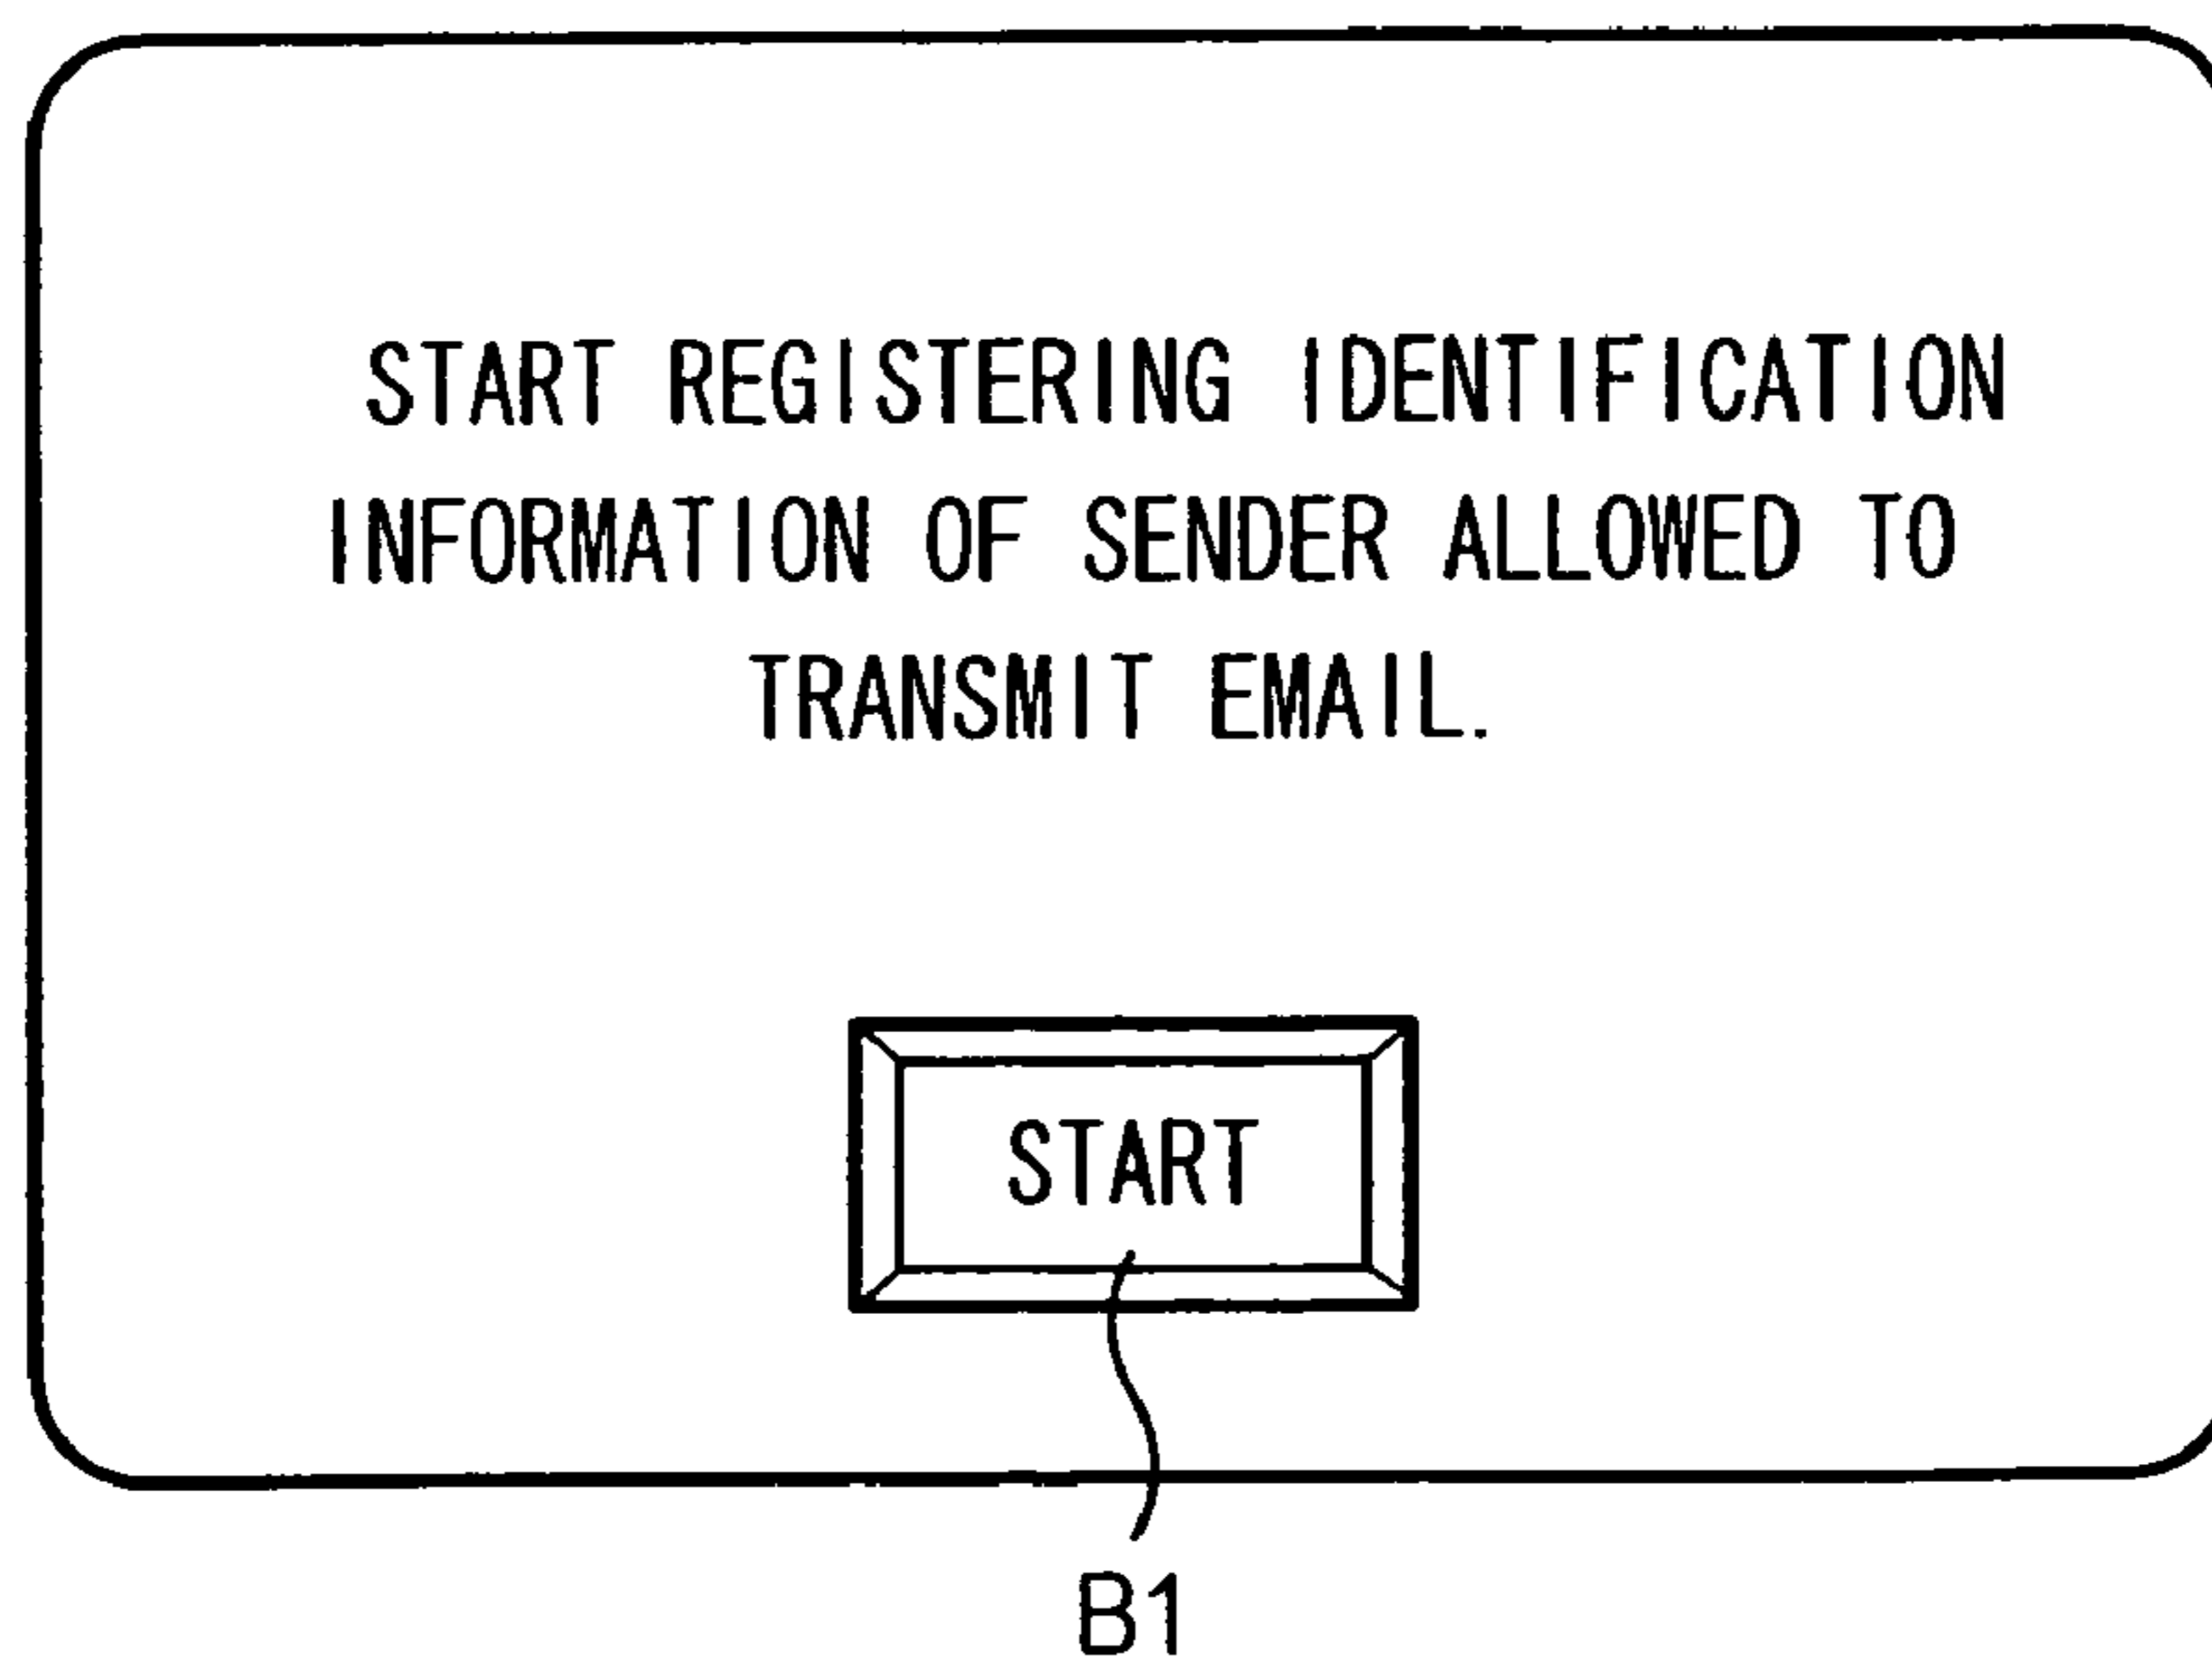 START REGISTERING IDENTIFICATION
INFORMATION OF SENDER ALLOWED TO
TRANSMIT EMAIL.
START
B1